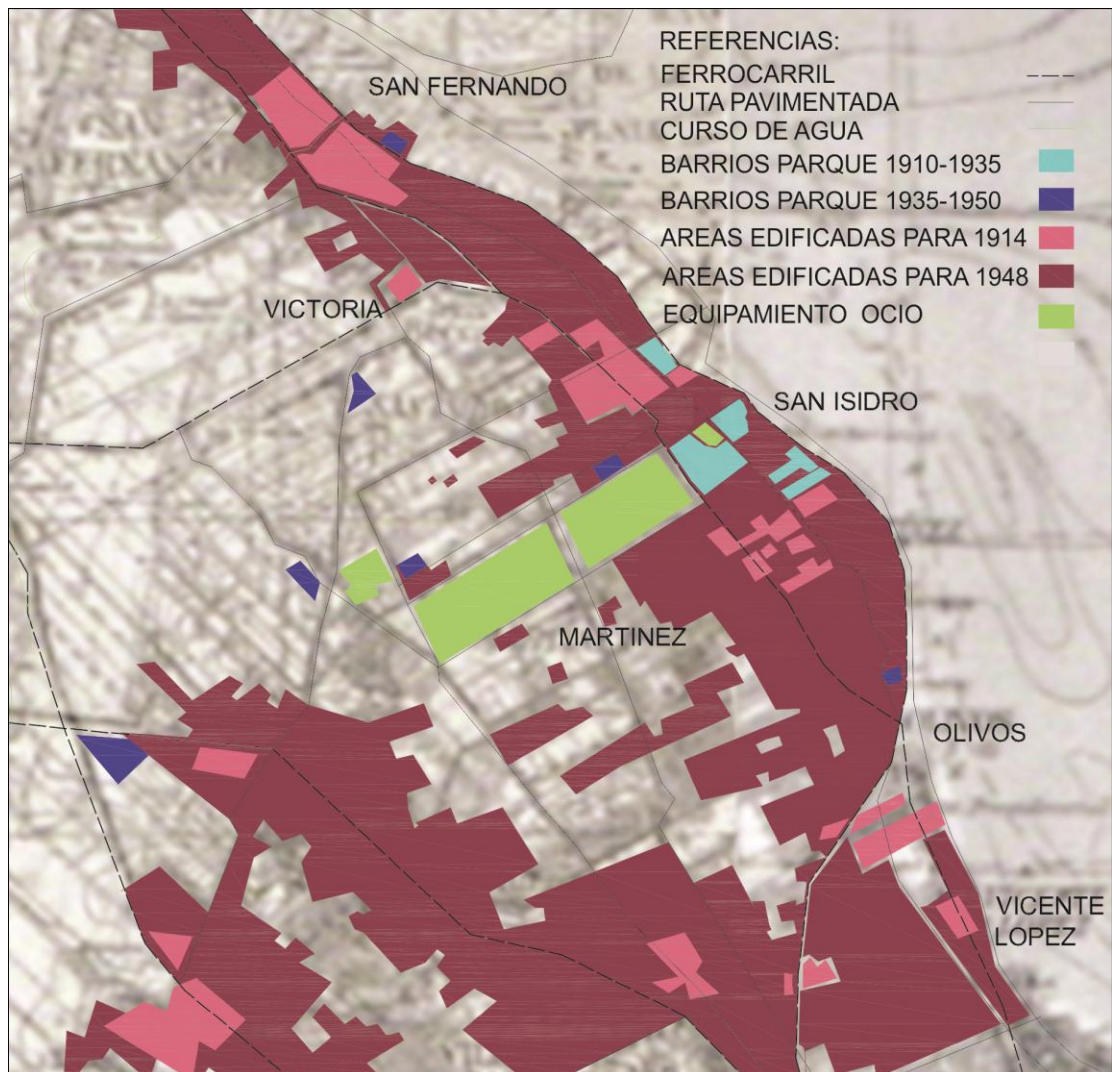 REFERENCIAS:
FERROCARRIL
RUTA PAVIMENTADA
CURSO DE AGUA
BARRIOS PARQUE 1910-1935
BARRIOS PARQUE 1935-1950
AREAS EDIFICADAS PARA 1914
AREAS EDIFICADAS PARA 1948
EQUIPAMIENTO OCIO
SAN FERNANDO
VICTORIA
SAN ISIDRO
MARTINEZ
OLIVOS
VICENTE
LOPEZ